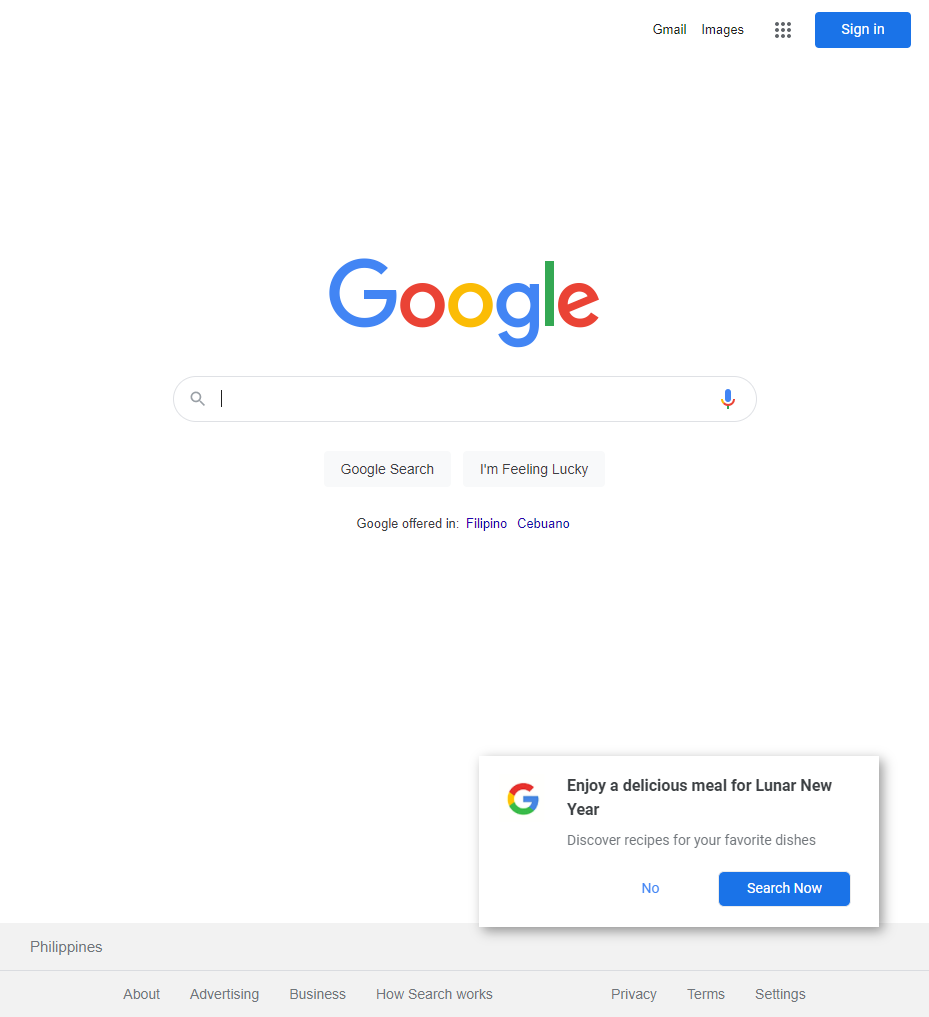 Gmail Images Sign in
Google
Google Search I'm Feeling Lucky
Google offered in: Filipino Cebuano
Enjoy a delicious meal for Lunar New
Year
Discover recipes for your favorite dishes
No Search Now
Philippines
About Advertising Business How Search works Privacy Terms Settings